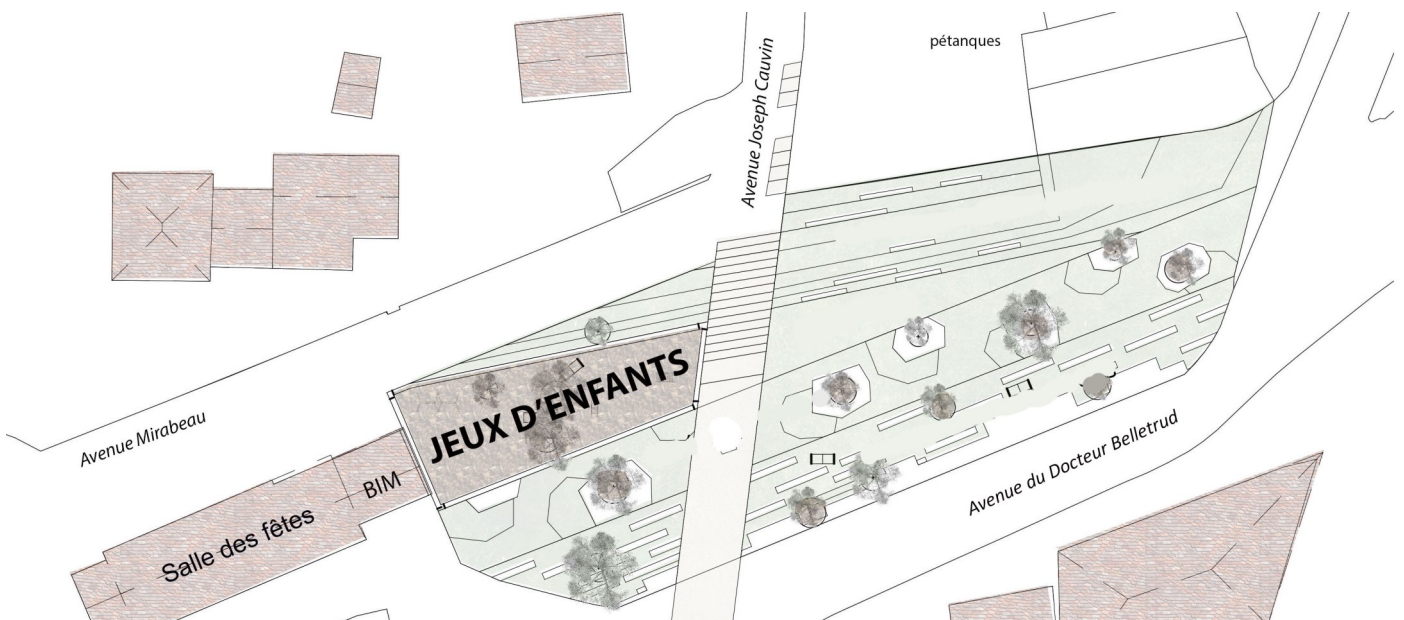 pétanques
Avenue Joseph Cauvin
JEUX D’ENFANTS
Avenue Mirabeau
BIM
Salle des fêtes
Avenue du Docteur Belletrud